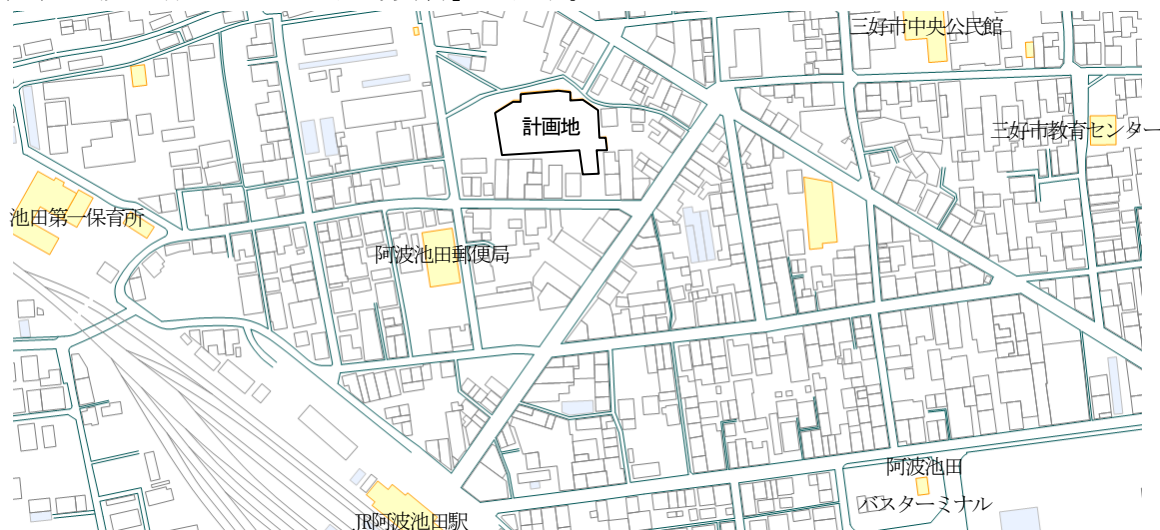 三好市中央公民館
計画地
三好市教育センター
池田第一保育所
阿波池田郵便局
阿波池田
バスターミナル
JR阿波池田駅